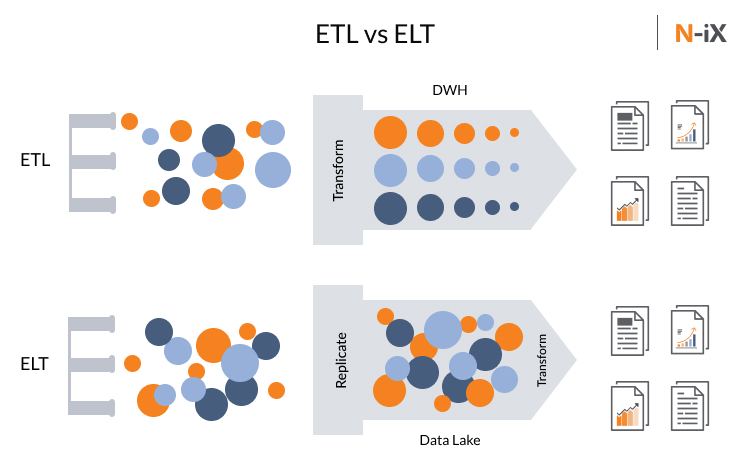 ETL vs ELT
N-iX
DWH
ETL
Transform
ELT
Replicate
Transform
Data Lake